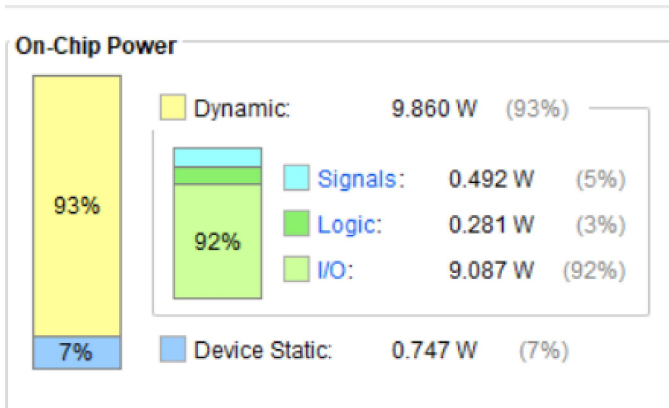 On-Chip Power
Dynamic: 9.860 W (93%)
Signals: 0.492 W (5%)
93%
Logic: 0.281 W (3%)
92%
I/O: 9.087 W (92%)
7%
Device Static: 0.747 W (7%)